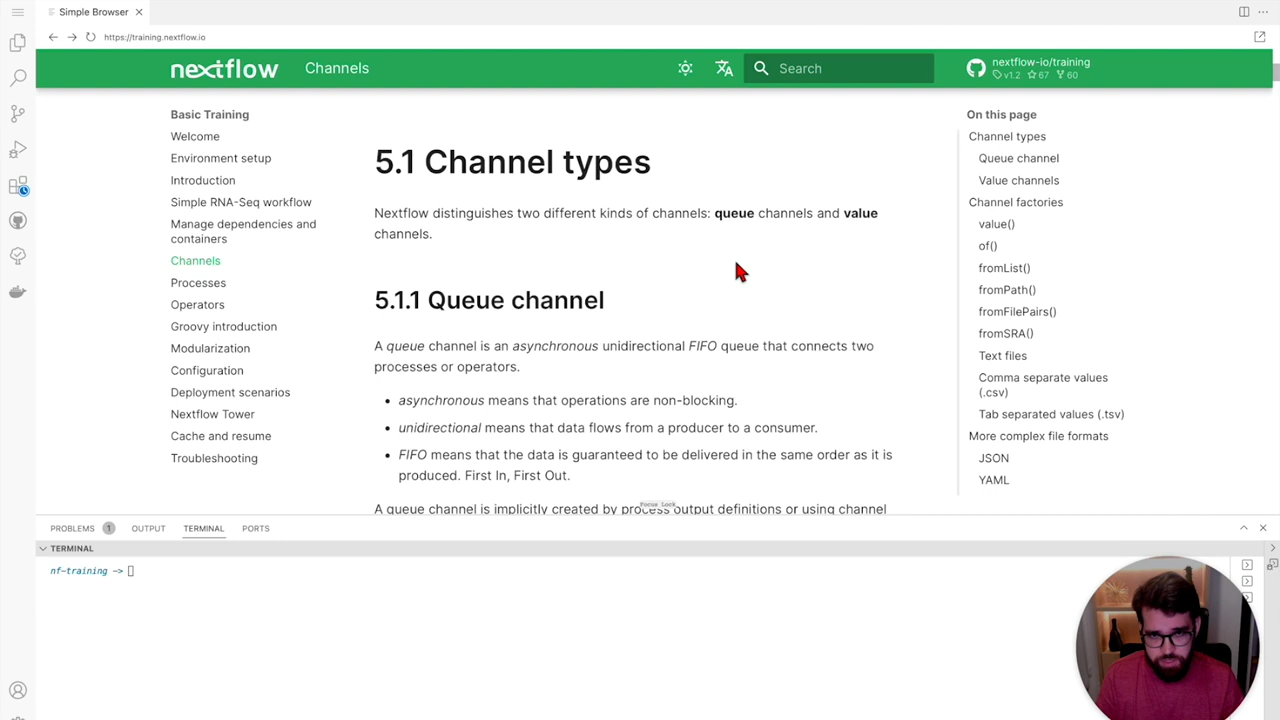 Simple Browser
https://training.nextflow.io
nextflow
Channels
Search
nextflow-io/training
v1.2 67 60
Basic Training
Welcome
Environment setup
Introduction
Simple RNA-Seq workflow
Manage dependencies and
containers
Channels
Processes
Operators
Groovy introduction
Modularization
Configuration
Deployment scenarios
Nextflow Tower
Cache and resume
Troubleshooting
5.1 Channel types
Nextflow distinguishes two different kinds of channels: queue channels and value
channels.
5.1.1 Queue channel
A queue channel is an asynchronous unidirectional FIFO queue that connects two
processes or operators.
• asynchronous means that operations are non-blocking.
• unidirectional means that data flows from a producer to a consumer.
• FIFO means that the data is guaranteed to be delivered in the same order as it is
produced. First In, First Out.
A queue channel is implicitly created by process output definitions or using channel
Focus Lock
On this page
Channel types
Queue channel
Value channels
Channel factories
value()
of()
fromList()
fromPath()
fromFilePairs()
fromSRA()
Text files
Comma separate values
(.csv)
Tab separated values (.tsv)
More complex file formats
JSON
YAML
PROBLEMS 1 OUTPUT TERMINAL PORTS
TERMINAL
nf-training ->